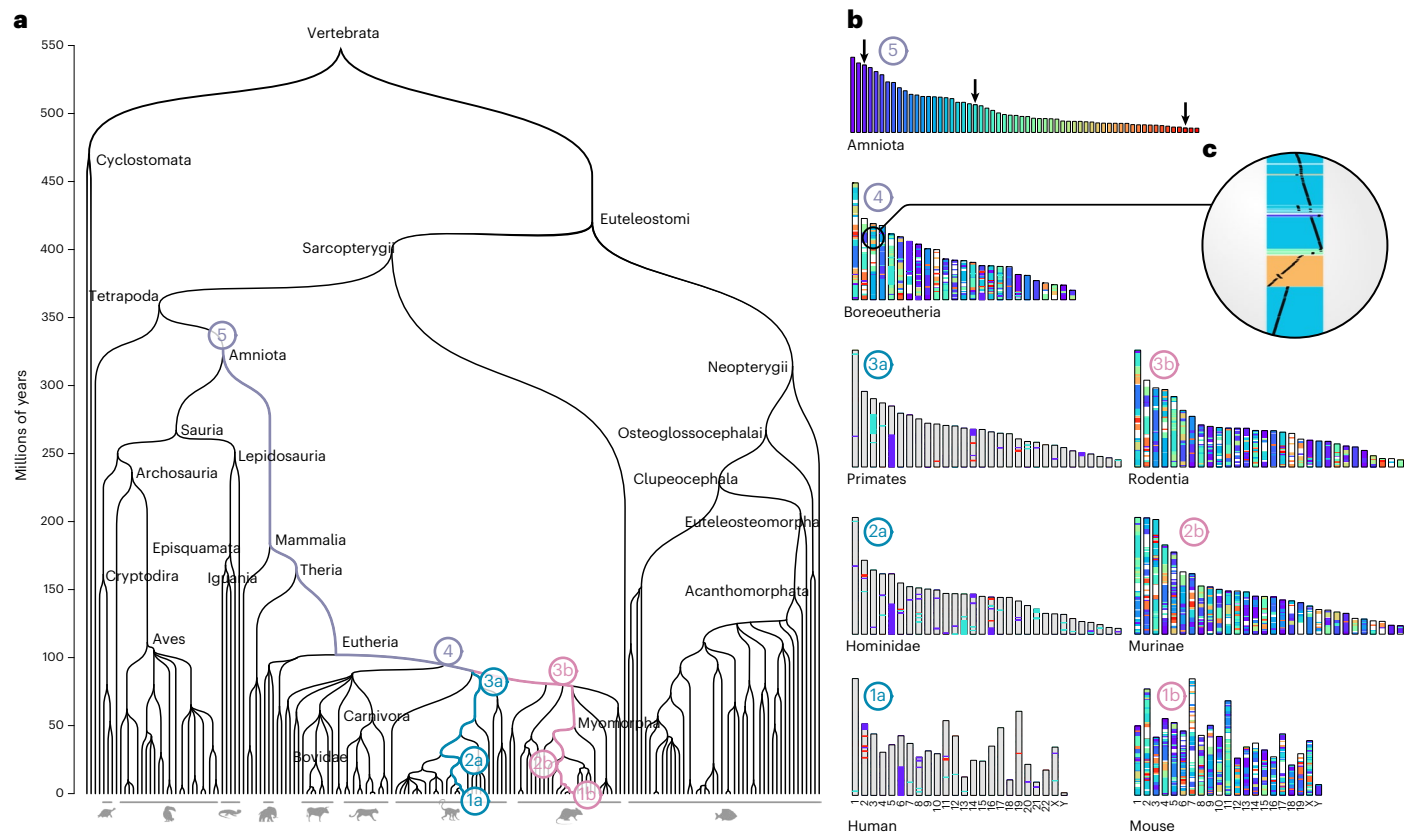 a
Vertebrata
Millions of years
550
500
450
400
350
300
250
200
150
100
50
0
Cyclostomata
Euteleostomi
Sarcopterygii
Tetrapoda
5
Amniota
Neopterygii
Sauria
Osteoglossocephalai
Lepidosauria
Archosauria
Clupeocephala
Euteleosteomorpha
Mammalia
Episquamata
Theria
Cryptodira
Iguania
Acanthomorphata
Aves
Eutheria
4
3a
3b
Carnivora
Myomorpha
Bovidae
2a
2b
1a
1b
b
5
Amniota
c
4
Boreoeutheria
3a
Primates
3b
Rodentia
2a
Hominidae
2b
Murinae
1a
1 2 3 4 5 6 7 8 9 10 11 12 13 14 15 16 17 18 19 20 21 22 X Y
Human
1b
1 2 3 4 5 6 7 8 9 10 11 12 13 14 15 16 17 18 19 X Y
Mouse